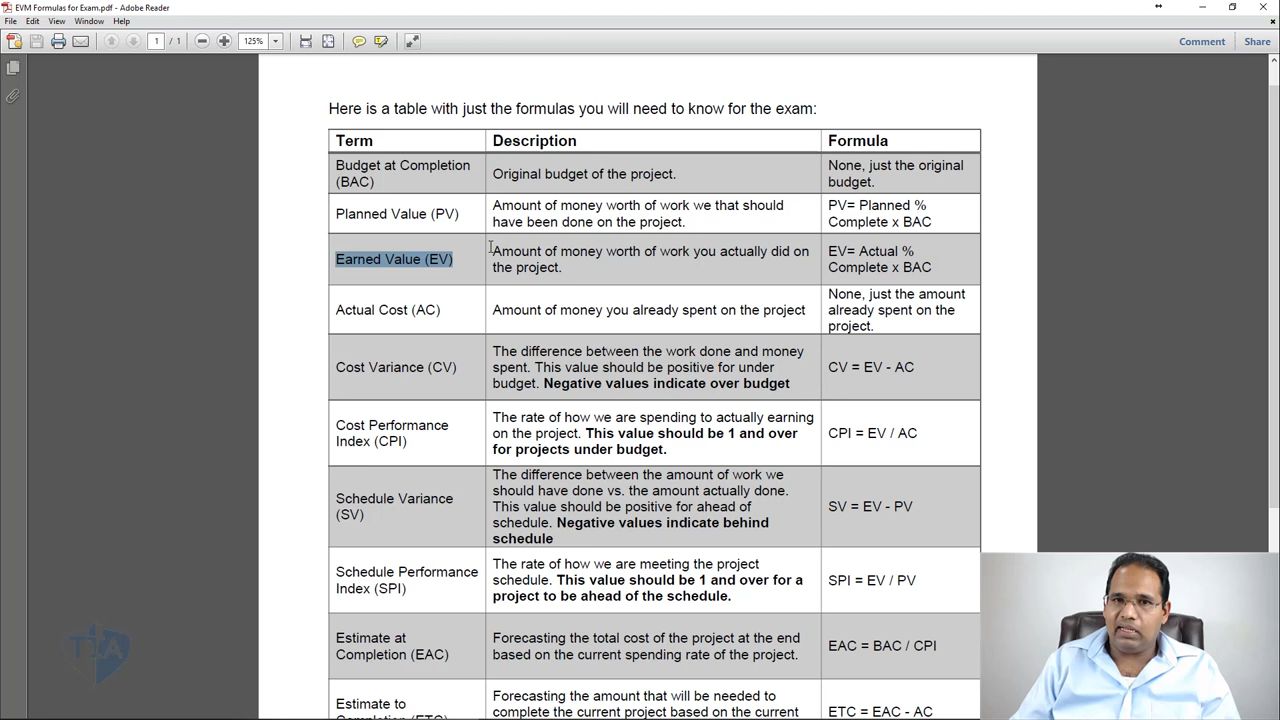 EVM Formulas for Exam.pdf - Adobe Reader
File Edit View Window Help
1 / 1 125% Comment Share
Here is a table with just the formulas you will need to know for the exam:
Term Description Formula
Budget at Completion
(BAC)
Original budget of the project.
None, just the original
budget.
Planned Value (PV)
Amount of money worth of work we that should
have been done on the project.
PV= Planned %
Complete x BAC
Earned Value (EV)
Amount of money worth of work you actually did on
the project.
EV= Actual %
Complete x BAC
Actual Cost (AC)
Amount of money you already spent on the project
None, just the amount
already spent on the
project.
Cost Variance (CV)
The difference between the work done and money
spent. This value should be positive for under
budget. Negative values indicate over budget
CV = EV - AC
Cost Performance
Index (CPI)
The rate of how we are spending to actually earning
on the project. This value should be 1 and over
for projects under budget.
CPI = EV / AC
Schedule Variance
(SV)
The difference between the amount of work we
should have done vs. the amount actually done.
This value should be positive for ahead of
schedule. Negative values indicate behind
schedule
SV = EV - PV
Schedule Performance
Index (SPI)
The rate of how we are meeting the project
schedule. This value should be 1 and over for a
project to be ahead of the schedule.
SPI = EV / PV
Estimate at
Completion (EAC)
Forecasting the total cost of the project at the end
based on the current spending rate of the project.
EAC = BAC / CPI
Estimate to
Completion (ETC)
Forecasting the amount that will be needed to
complete the current project based on the current
ETC = EAC - AC
TIA